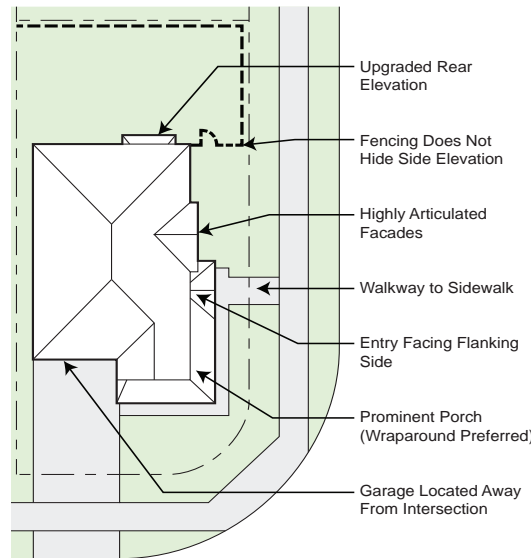 Upgraded Rear
Elevation
Fencing Does Not
Hide Side Elevation
Highly Articulated
Facades
Walkway to Sidewalk
Entry Facing Flanking
Side
Prominent Porch
(Wraparound Preferred)
Garage Located Away
From Intersection